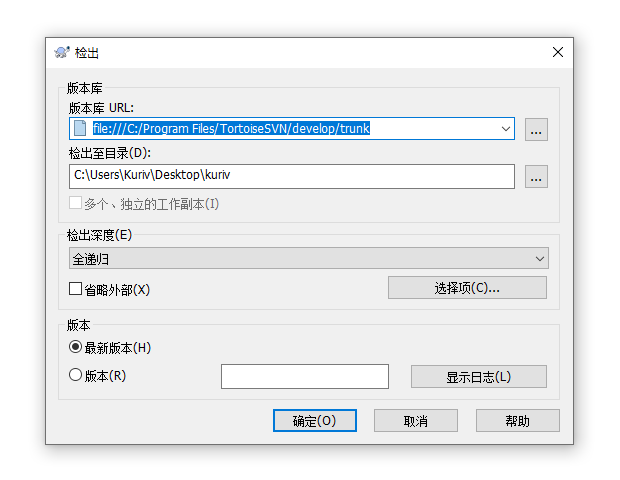 检出
版本库
版本库 URL:
file:///C:/Program Files/TortoiseSVN/develop/trunk
...
检出至目录(D):
C:\Users\Kuriv\Desktop\kuriv
...
多个、独立的工作副本(I)
检出深度(E)
全递归
省略外部(X)
选择项(C)...
版本
最新版本(H)
版本(R)
显示日志(L)
确定(O)
取消
帮助